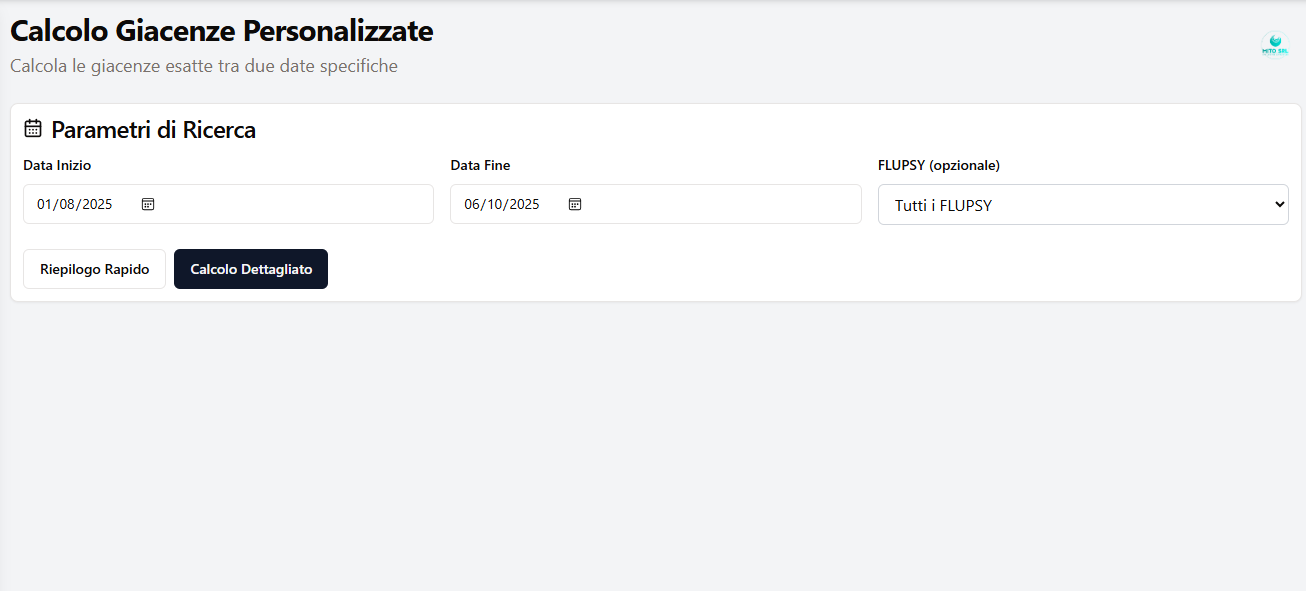 Calcolo Giacenze Personalizzate
Calcola le giacenze esatte tra due date specifiche
MITO SRL
Parametri di Ricerca
Data Inizio
Data Fine
FLUPSY (opzionale)
01/08/2025
06/10/2025
Tutti i FLUPSY
Riepilogo Rapido
Calcolo Dettagliato